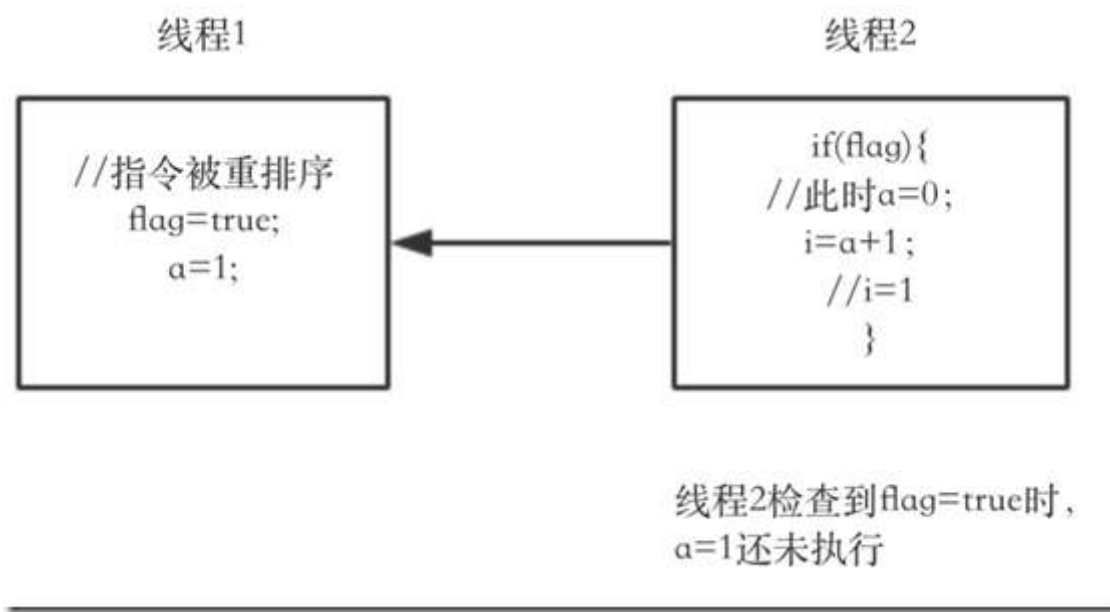 线程1
线程2
//指令被重排序
flag=true;
a=1;
if(flag){
//此时a=0;
i=a+1;
//i=1
}
线程2检查到flag=true时,
a=1还未执行